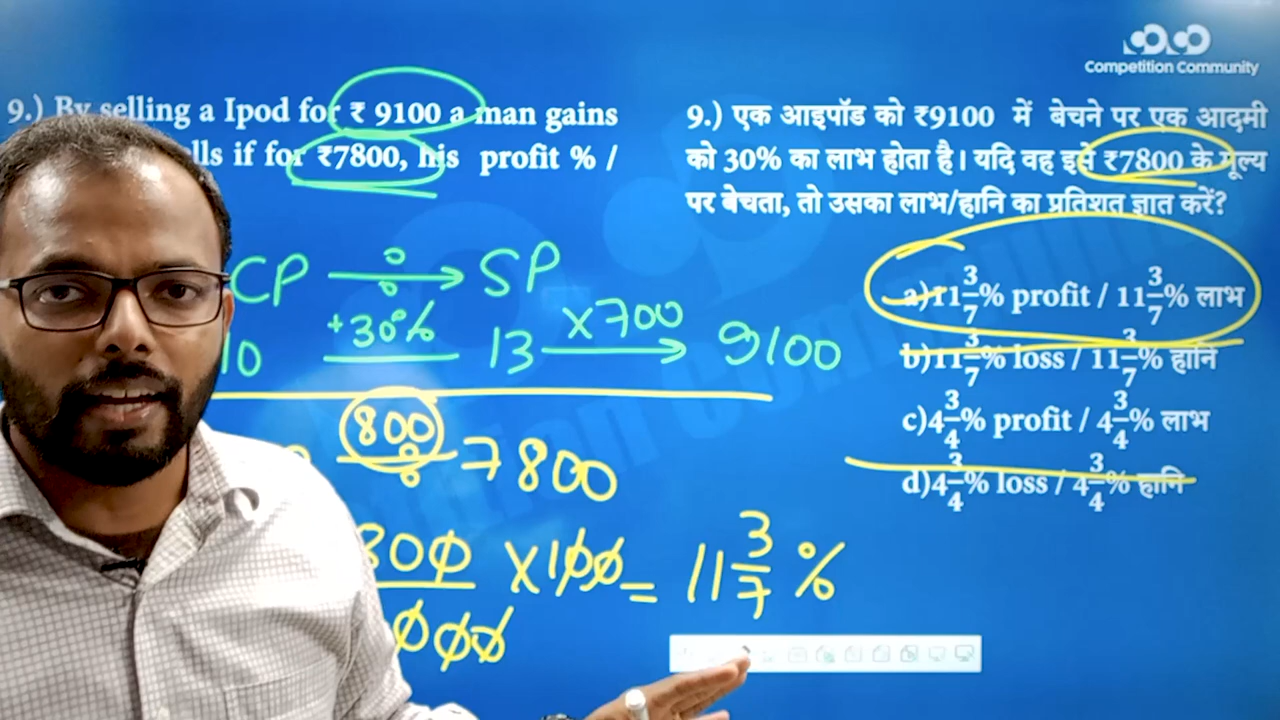 Competition Community
9.) By selling a Ipod for ₹ 9100 a man gains
lls if for ₹7800, his profit % /
9.) एक आइपॉड को ₹9100 में बेचने पर एक आदमी
को 30% का लाभ होता है। यदि वह इसे ₹7800 के मूल्य
पर बेचता, तो उसका लाभ/हानि का प्रतिशत ज्ञात करें?
a)11 3/7% profit / 11 3/7% लाभ
b)11 3/7% loss / 11 3/7% हानि
c)4 3/4% profit / 4 3/4% लाभ
d)4 3/4% loss / 4 3/4% हानि
CP % SP
10 +30% 13 x700 9100
800 % 7800
800 x100 = 11 3/7 %
000